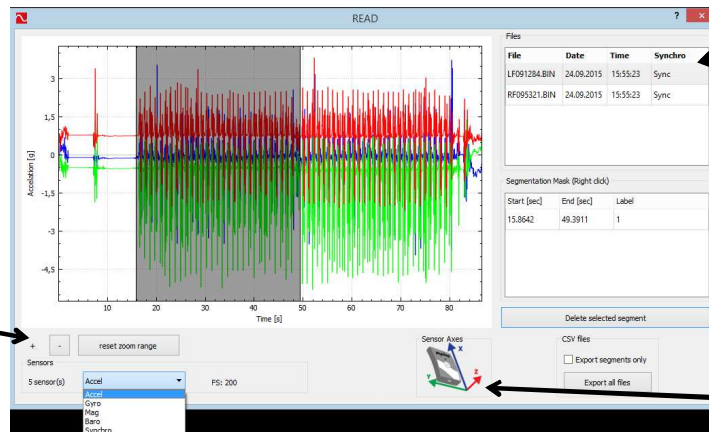 READ
?
Files
File Date Time Synchro
LF091284.BIN 24.09.2015 15:55:23 Sync
RF095321.BIN 24.09.2015 15:55:23 Sync
3
1,5
0
-1,5
-3
-4,5
Accelation [g]
10 20 30 40 50 60 70 80
Time [s]
Segmentation Mask (Right click)
Start [sec] End [sec] Label
15.8642 49.3911 1
Delete selected segment
+ - reset zoom range
Sensors
5 sensor(s) Accel FS: 200
Accel
Gyro
Mag
Baro
Synchro
Sensor Axes
X
Y
Z
CSV files
Export segments only
Export all files